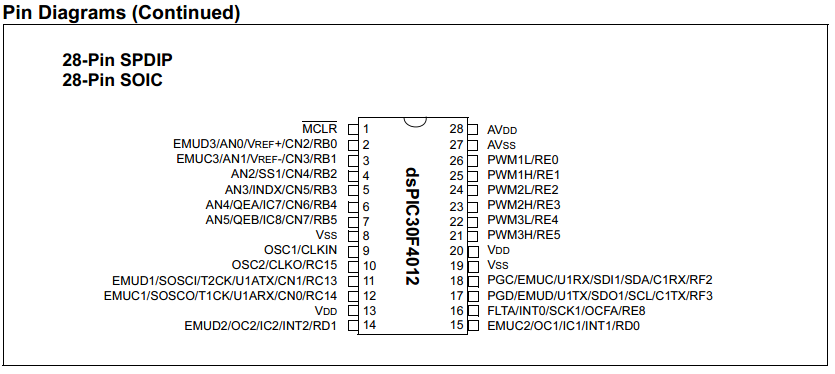 Pin Diagrams (Continued)
28-Pin SPDIP
28-Pin SOIC
MCLR 1 28 AVDD
EMUD3/AN0/VREF+/CN2/RB0 2 27 AVSS
EMUC3/AN1/VREF-/CN3/RB1 3 26 PWM1L/RE0
AN2/SS1/CN4/RB2 4 25 PWM1H/RE1
AN3/INDX/CN5/RB3 5 24 PWM2L/RE2
AN4/QEA/IC7/CN6/RB4 6 23 PWM2H/RE3
AN5/QEB/IC8/CN7/RB5 7 22 PWM3L/RE4
VSS 8 21 PWM3H/RE5
OSC1/CLKIN 9 20 VDD
OSC2/CLKO/RC15 10 19 VSS
EMUD1/SOSCI/T2CK/U1ATX/CN1/RC13 11 18 PGC/EMUC/U1RX/SDI1/SDA/C1RX/RF2
EMUC1/SOSCO/T1CK/U1ARX/CN0/RC14 12 17 PGD/EMUD/U1TX/SDO1/SCL/C1TX/RF3
VDD 13 16 FLTA/INT0/SCK1/OCFA/RE8
EMUD2/OC2/IC2/INT2/RD1 14 15 EMUC2/OC1/IC1/INT1/RD0
dsPIC30F4012